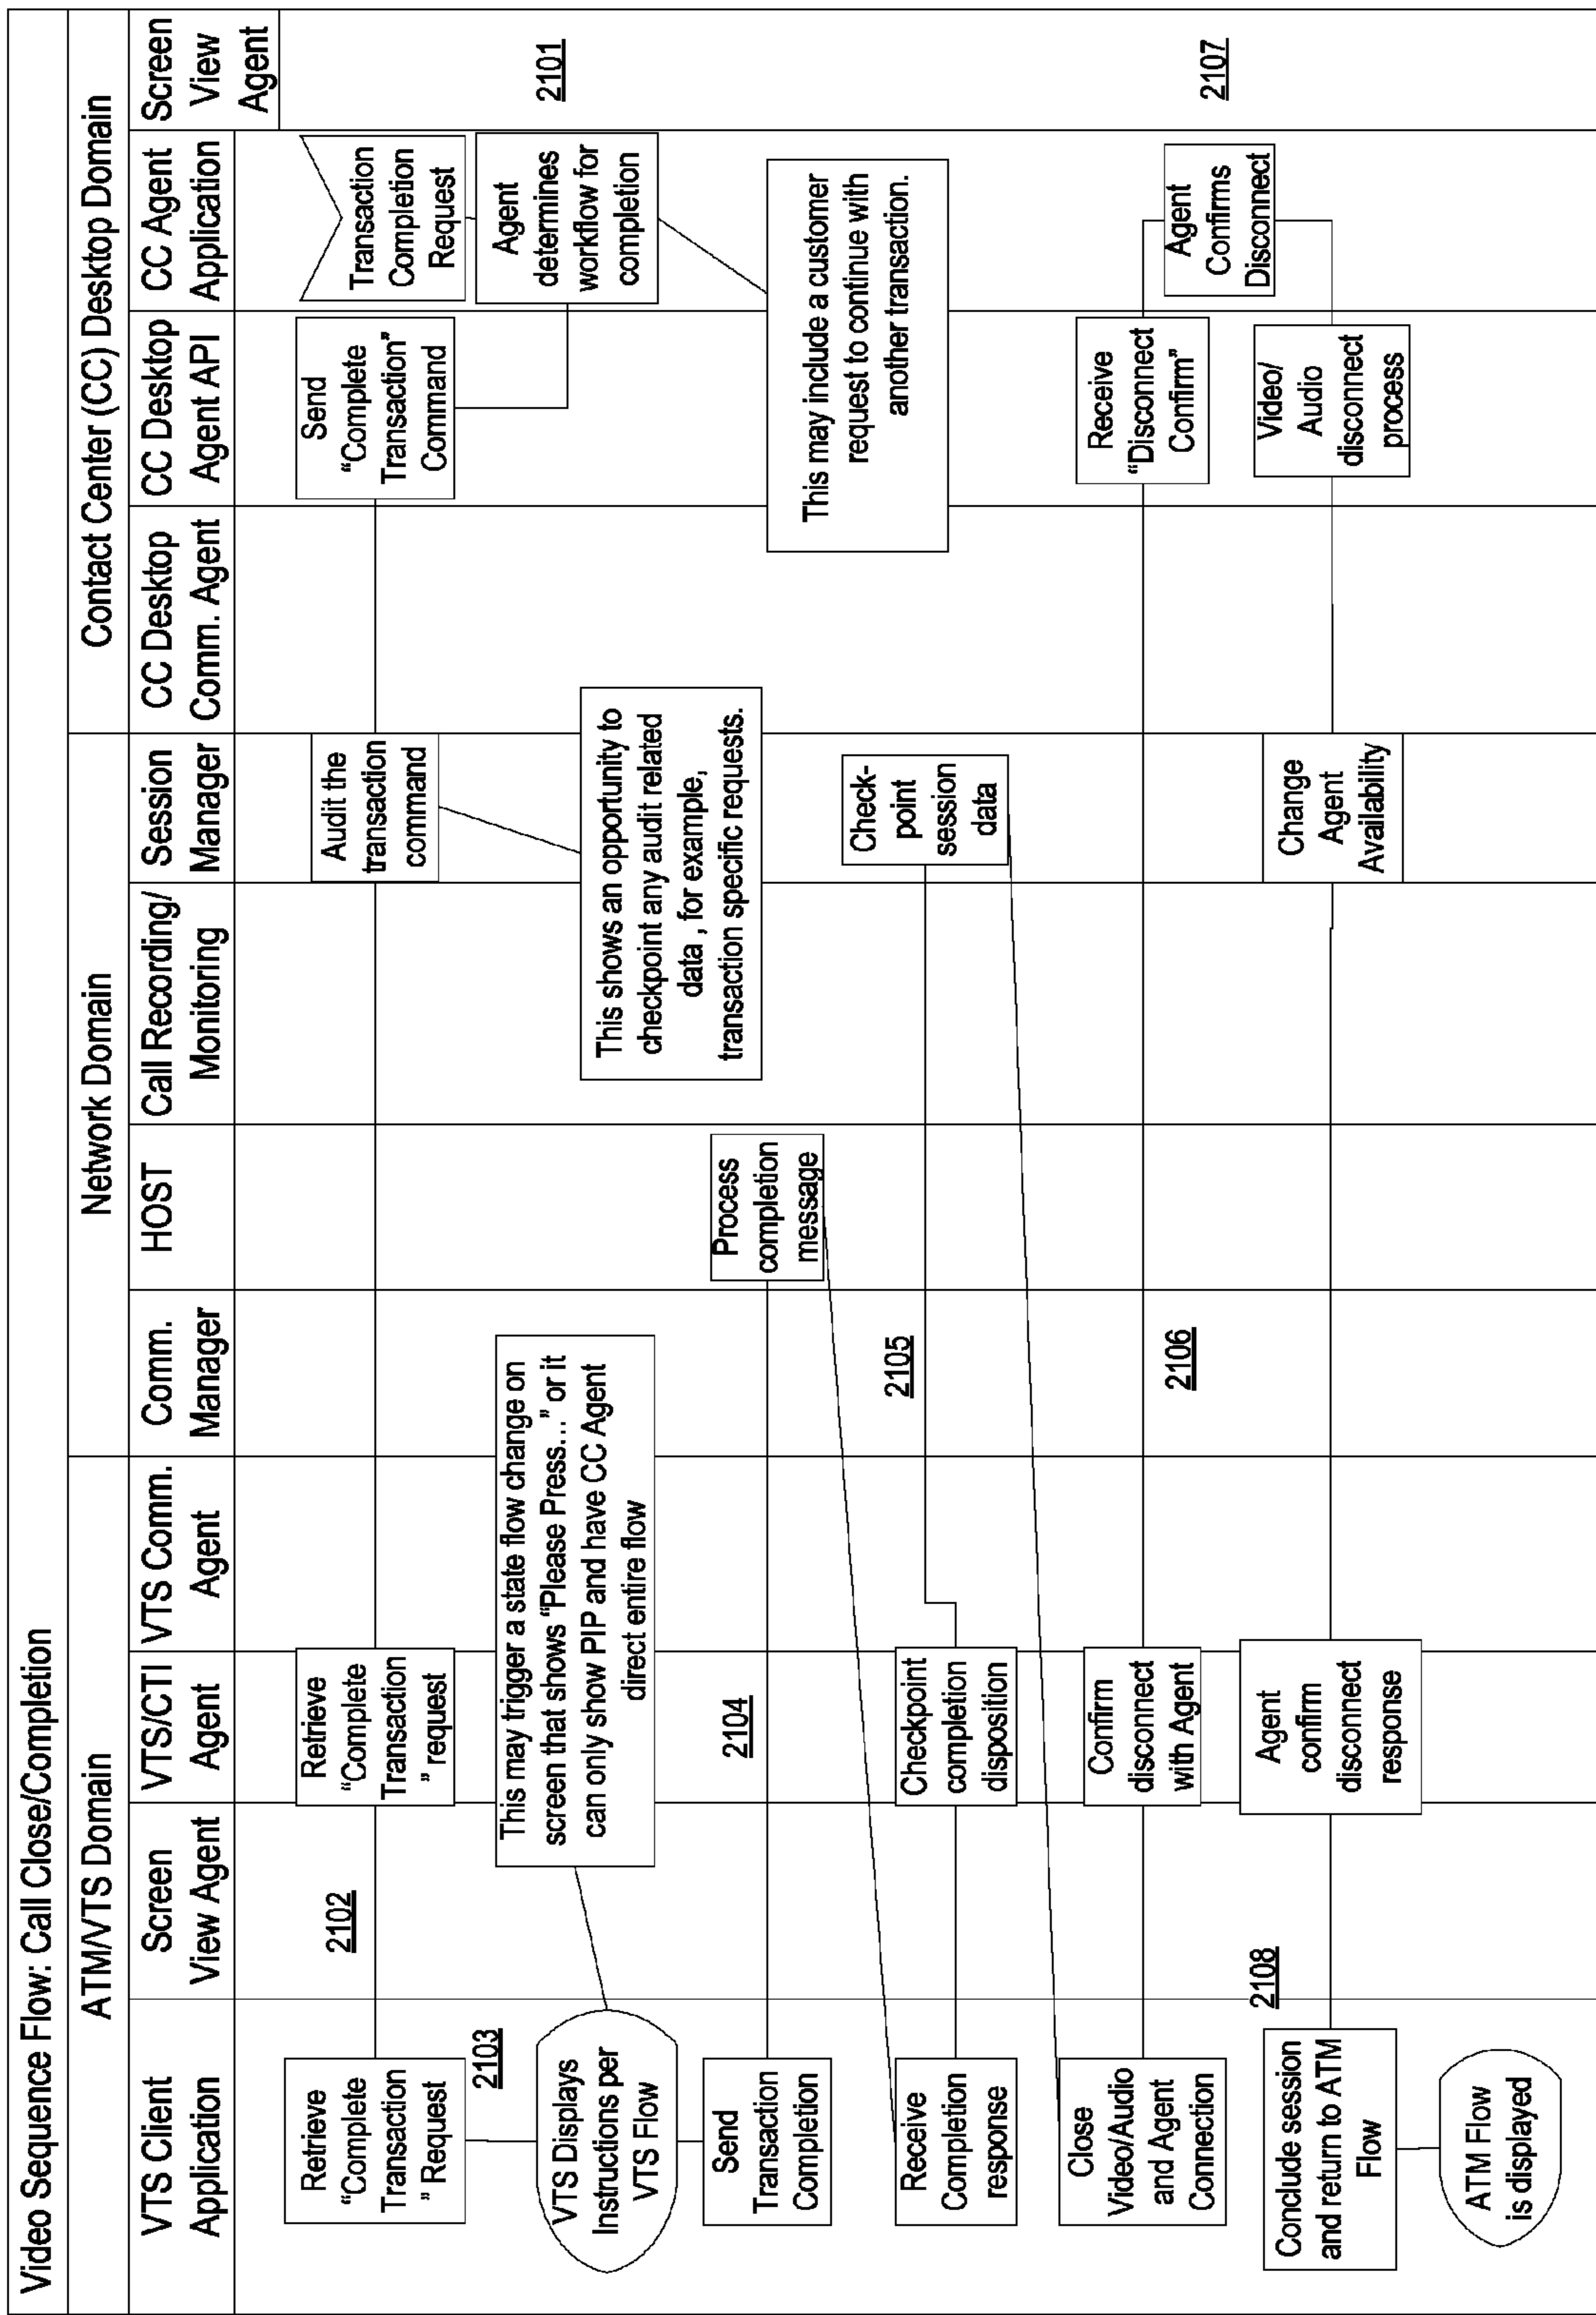 Video Sequence Flow: Call Close/Completion
ATM/VTS Domain
Network Domain
Contact Center (CC) Desktop Domain
VTS Client
Application
Screen
View Agent
VTS/CTI
Agent
VTS Comm.
Agent
Comm.
Manager
HOST
Call Recording/
Monitoring
Session
Manager
CC Desktop
Comm. Agent
CC Desktop
Agent API
CC Agent
Application
Screen
View
Agent
Retrieve
“Complete
Transaction
” Request
2102
Retrieve
“Complete
Transaction
” request
Audit the
transaction
command
Send
“Complete
Transaction”
Command
Transaction
Completion
Request
2101
2103
Agent
determines
workflow for
completion
VTS Displays
Instructions per
VTS Flow
This may trigger a state flow change on
screen that shows “Please Press...” or it
can only show PIP and have CC Agent
direct entire flow
This shows an opportunity to
checkpoint any audit related
data , for example,
transaction specific requests.
Send
Transaction
Completion
2104
Process
completion
message
This may include a customer
request to continue with
another transaction.
Receive
Completion
response
Checkpoint
completion
disposition
2105
Check-
point
session
data
Close
Video/Audio
and Agent
Connection
Confirm
disconnect
with Agent
2106
Receive
“Disconnect
Confirm”
Agent
Confirms
Disconnect
2107
2108
Conclude session
and return to ATM
Flow
Agent
confirm
disconnect
response
Change
Agent
Availability
Video/
Audio
disconnect
process
ATM Flow
is displayed